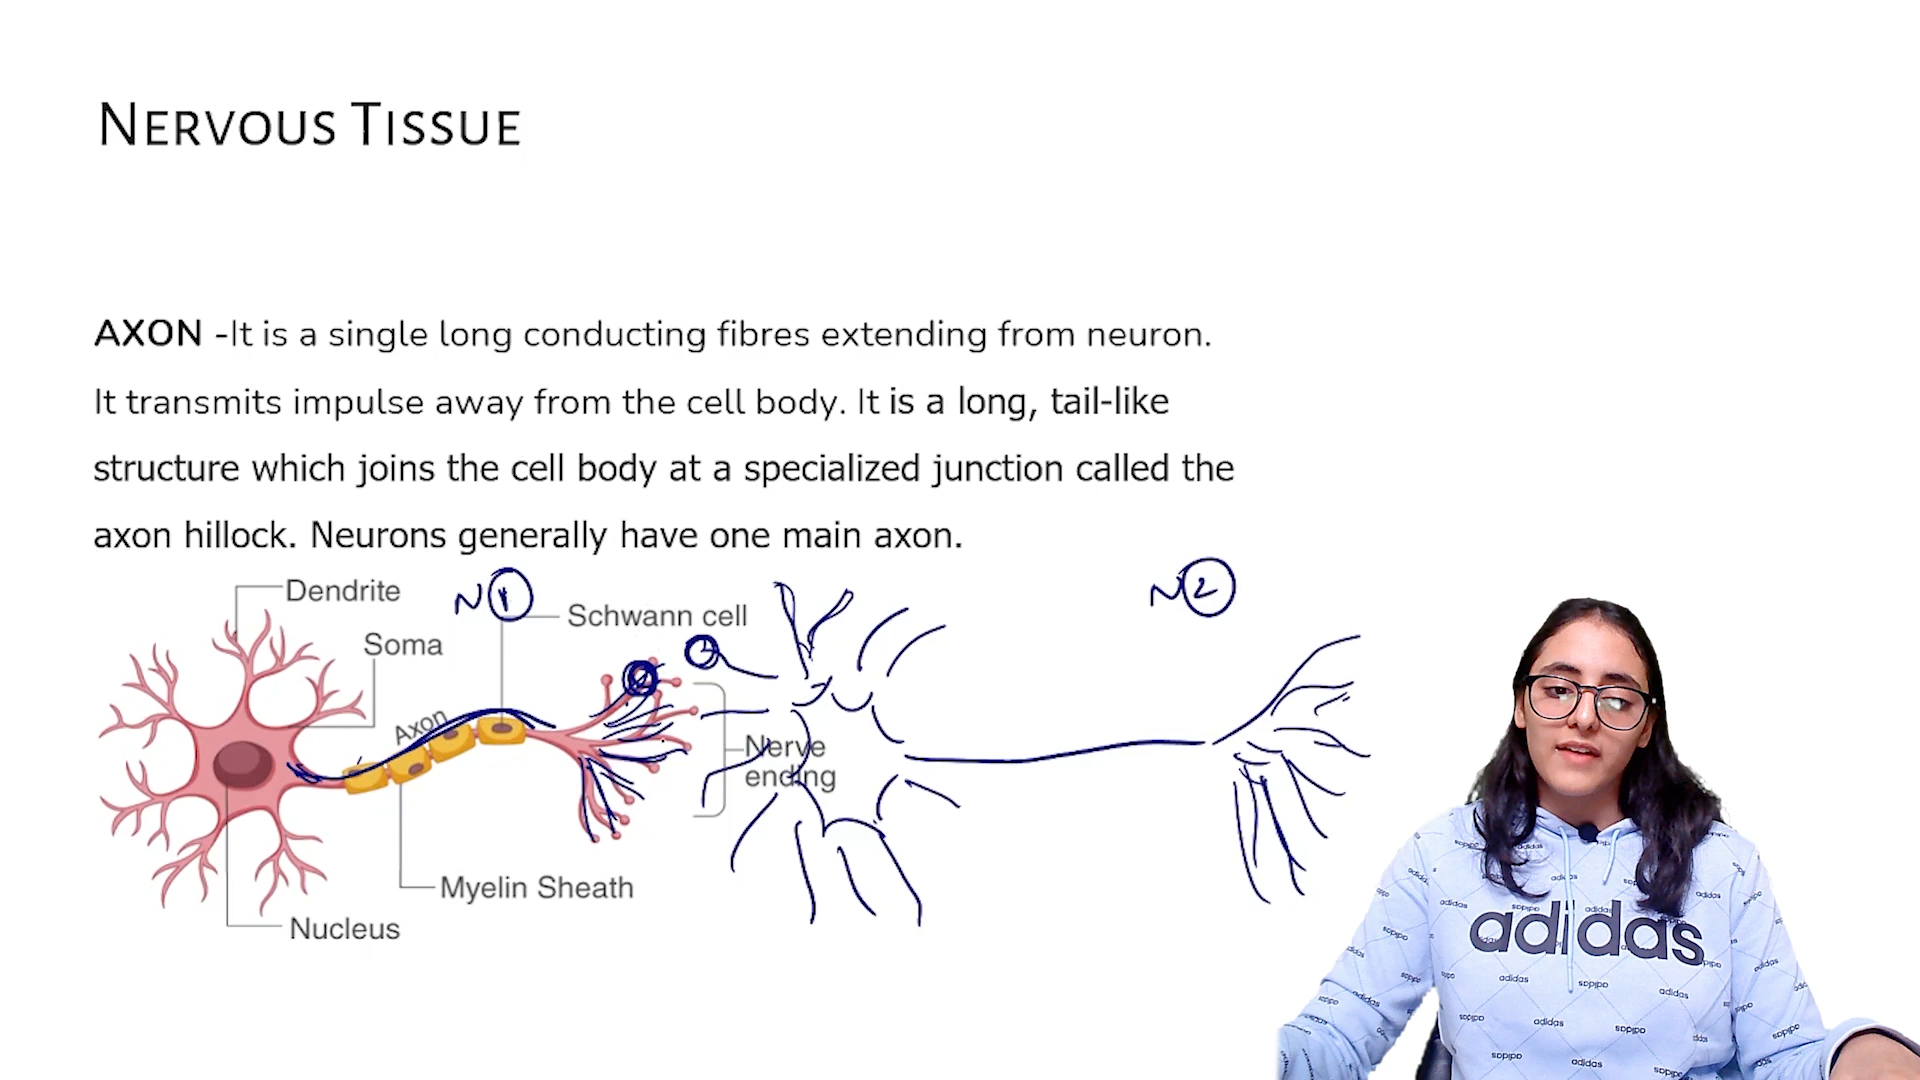 NERVOUS TISSUE
AXON -It is a single long conducting fibres extending from neuron.
It transmits impulse away from the cell body. It is a long, tail-like
structure which joins the cell body at a specialized junction called the
axon hillock. Neurons generally have one main axon.
Dendrite
N 1
N 2
Schwann cell
Soma
Axon
Nerve
ending
Myelin Sheath
Nucleus
adidas